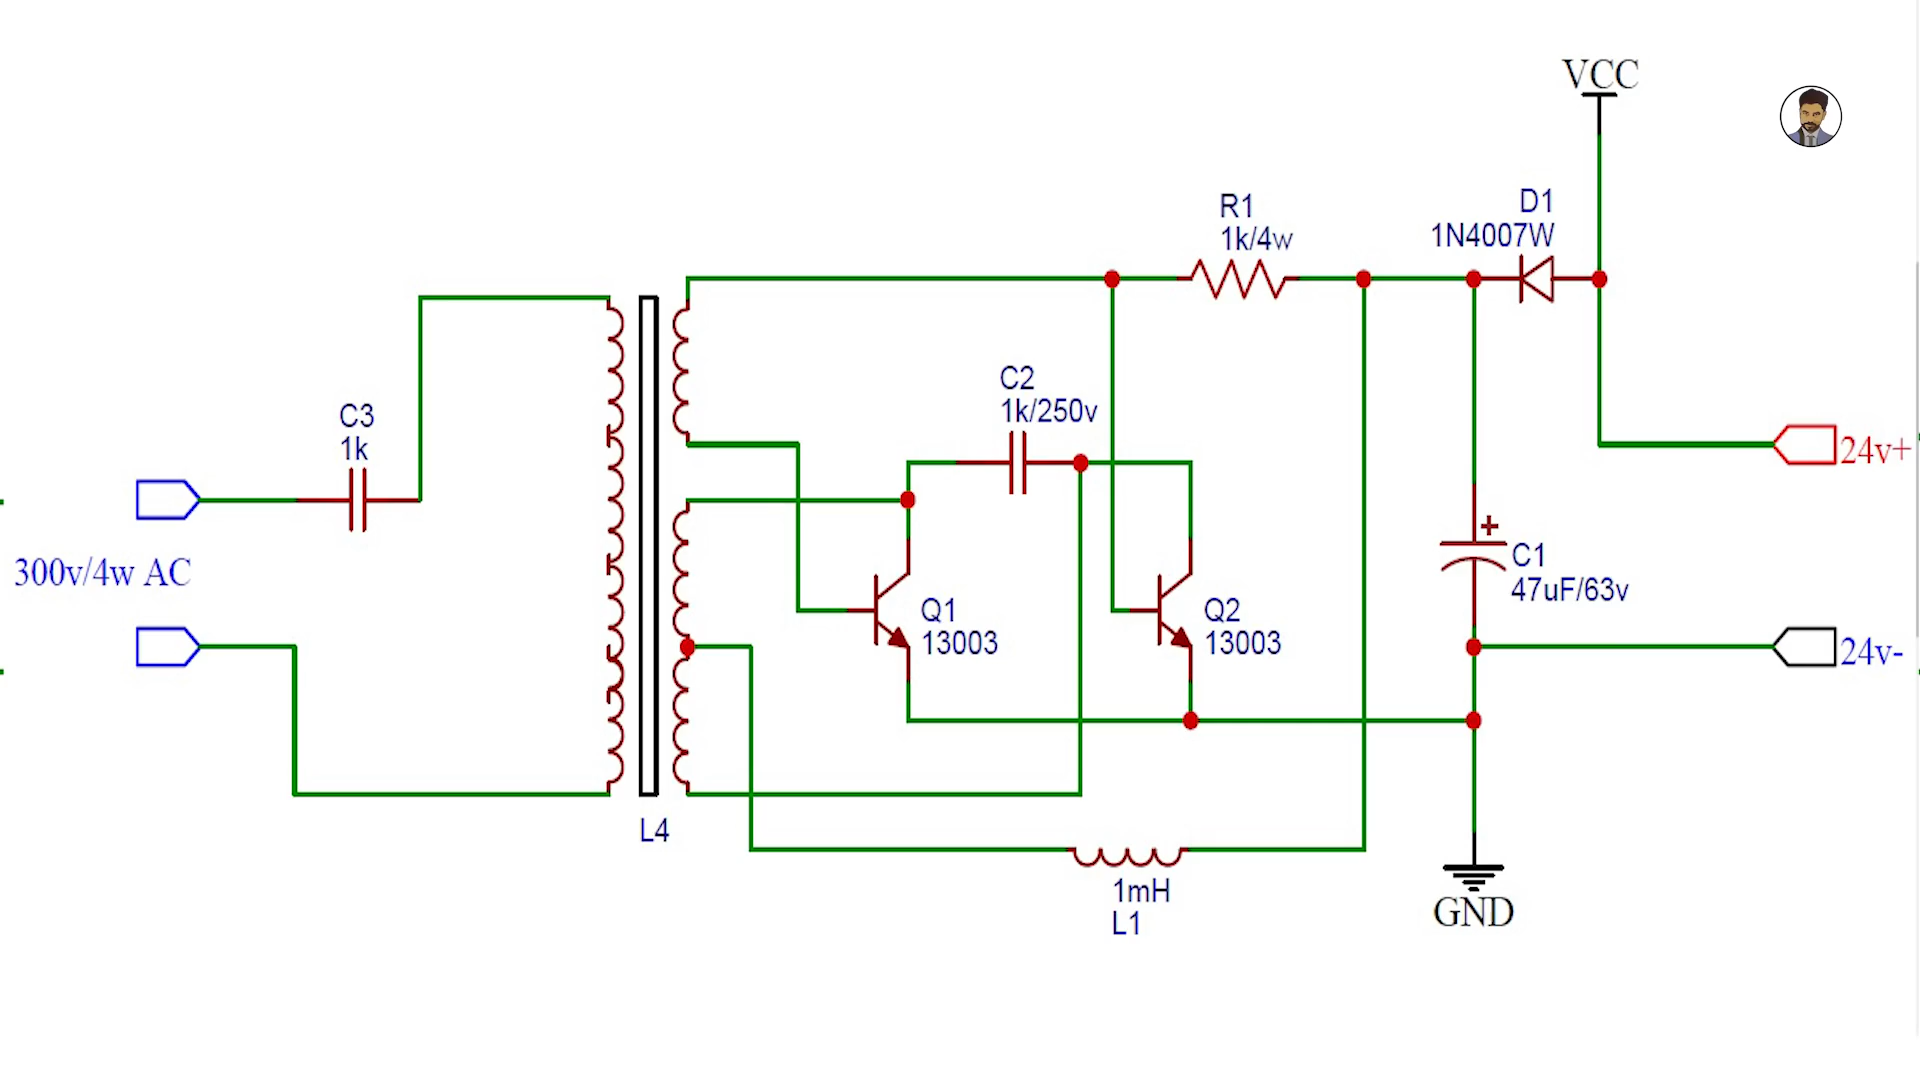 VCC
D1
1N4007W
R1
1k/4w
C2
1k/250v
C3
1k
24v+
300v/4w AC
Q1
13003
Q2
13003
+
C1
47uF/63v
24v-
L4
1mH
L1
GND